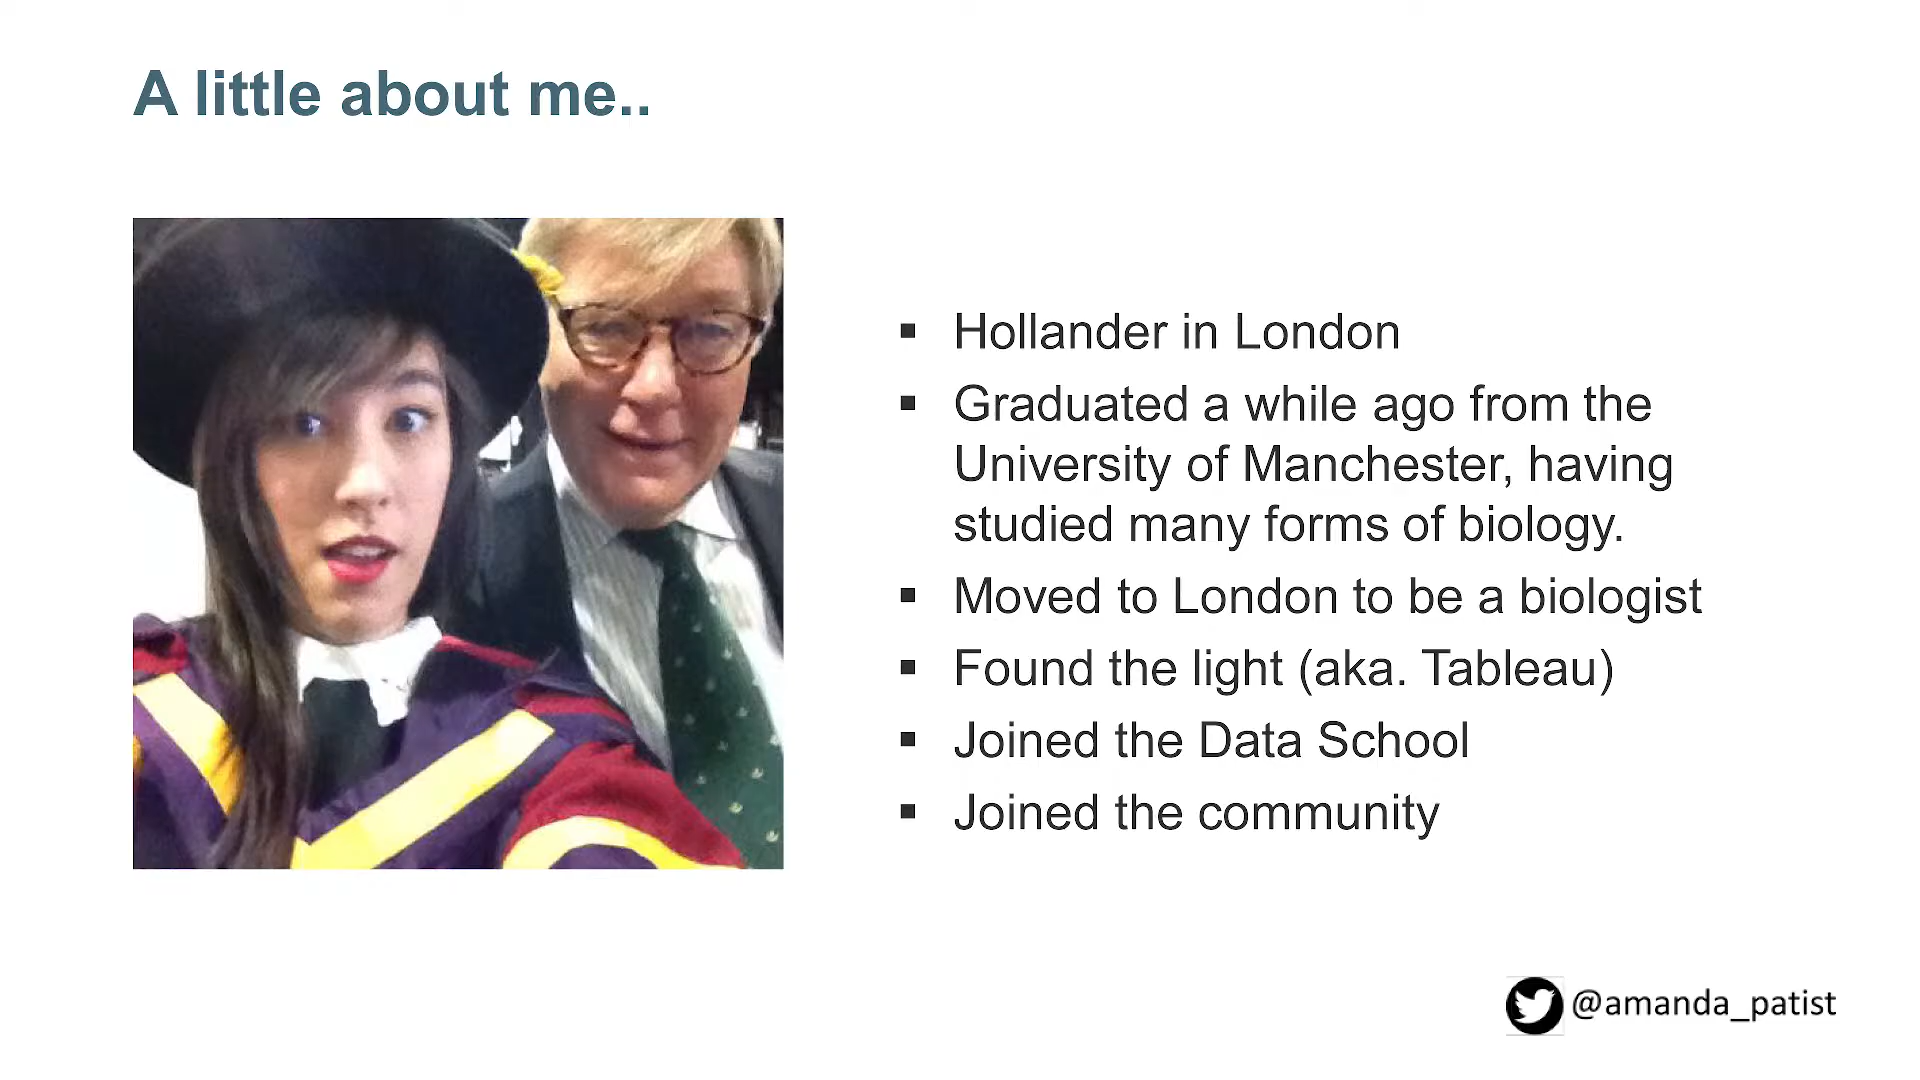 A little about me..
▪ Hollander in London
▪ Graduated a while ago from the
University of Manchester, having
studied many forms of biology.
▪ Moved to London to be a biologist
▪ Found the light (aka. Tableau)
▪ Joined the Data School
▪ Joined the community
@amanda_patist